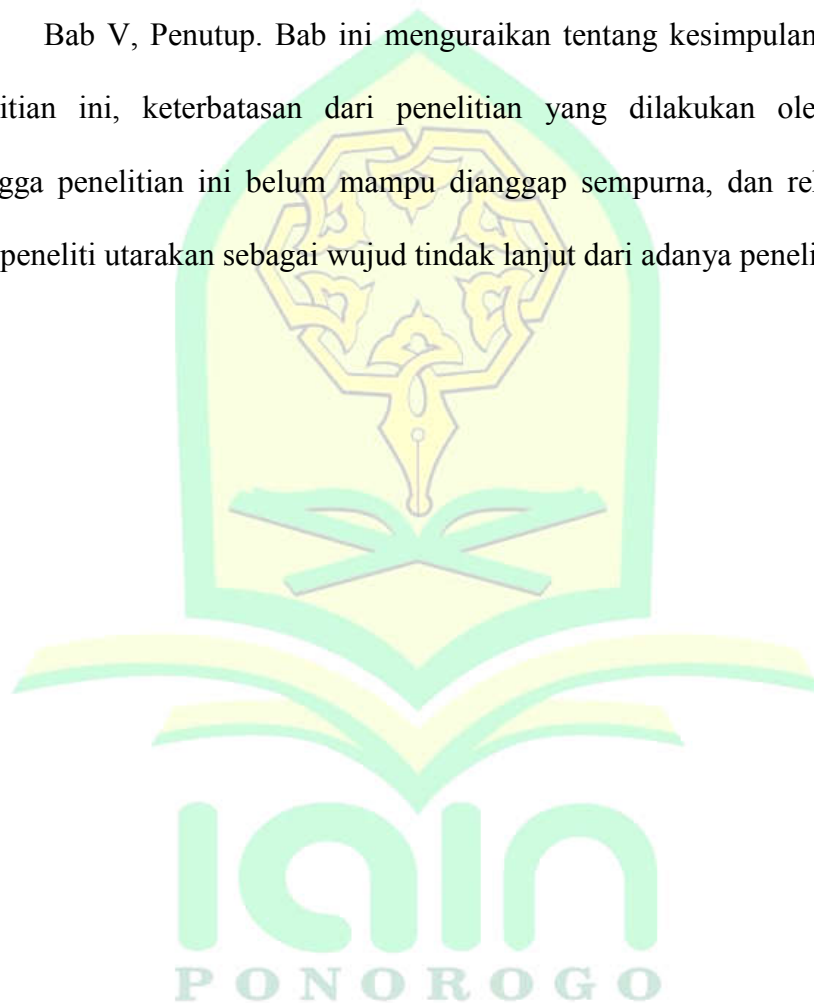 Bab V, Penutup. Bab ini menguraikan tentang kesimpulan
itian ini, keterbatasan dari penelitian yang dilakukan ole
gga penelitian ini belum mampu dianggap sempurna, dan re
peneliti utarakan sebagai wujud tindak lanjut dari adanya peneli
iain
PONOROGO